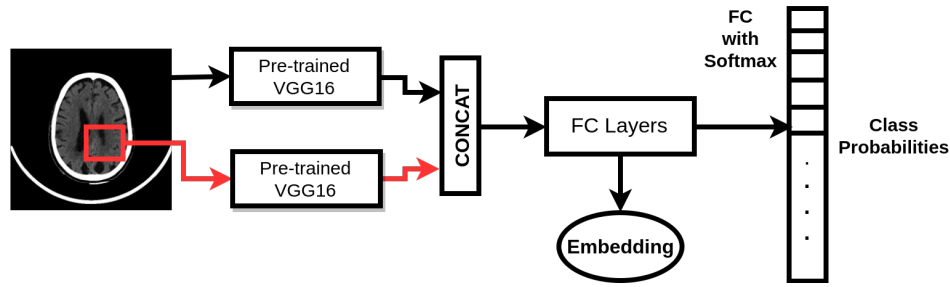 Pre-trained
VGG16
Pre-trained
VGG16
CONCAT
FC Layers
Embedding
FC
with
Softmax
Class
Probabilities